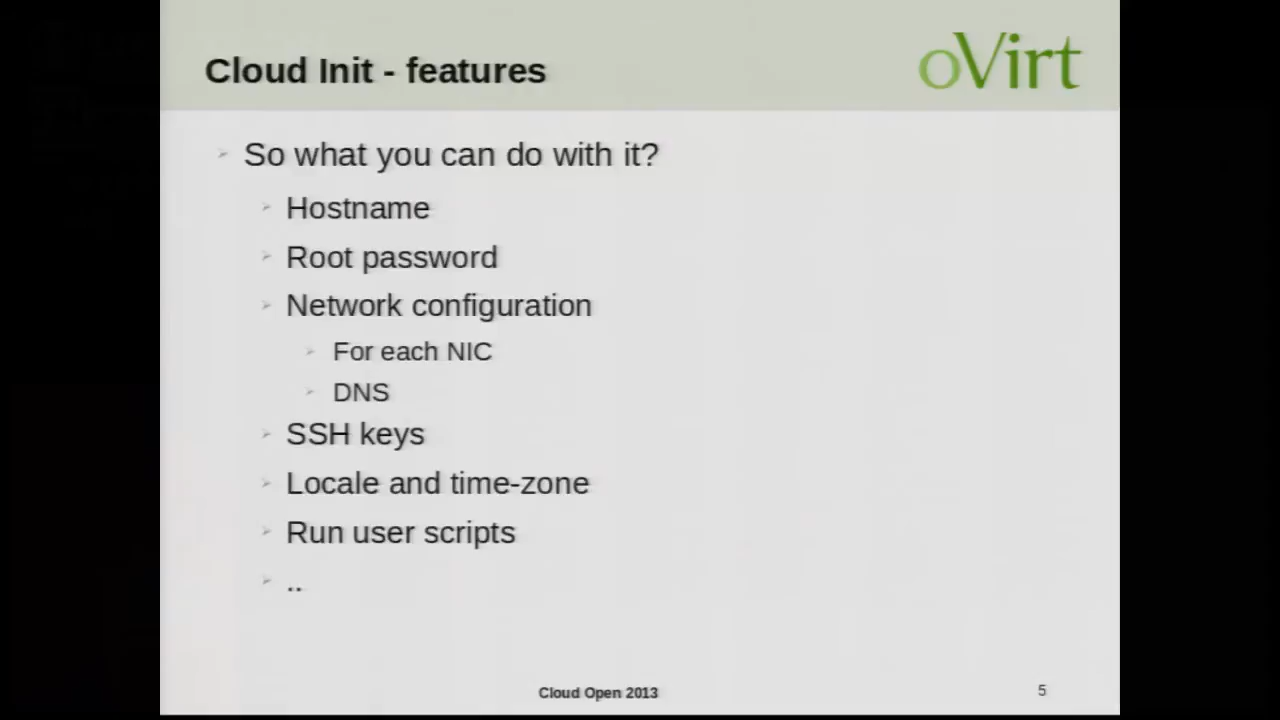 Cloud Init - features
oVirt
So what you can do with it?
Hostname
Root password
Network configuration
For each NIC
DNS
SSH keys
Locale and time-zone
Run user scripts
..
Cloud Open 2013
5